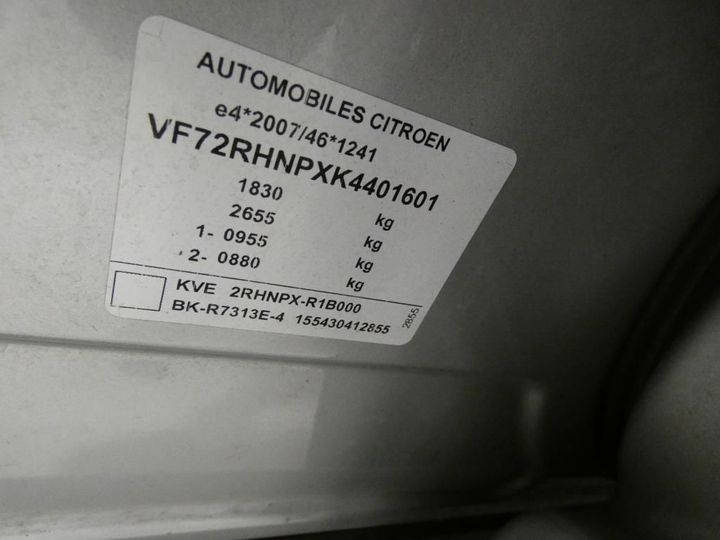 AUTOMOBILES CITROEN
e4*2007/46*1241
VF72RHNPXK4401601
1830 kg
2655 kg
1- 0955 kg
2- 0880 kg
KVE 2RHNPX-R1B000
BK-R7313E-4 155430412855
2855